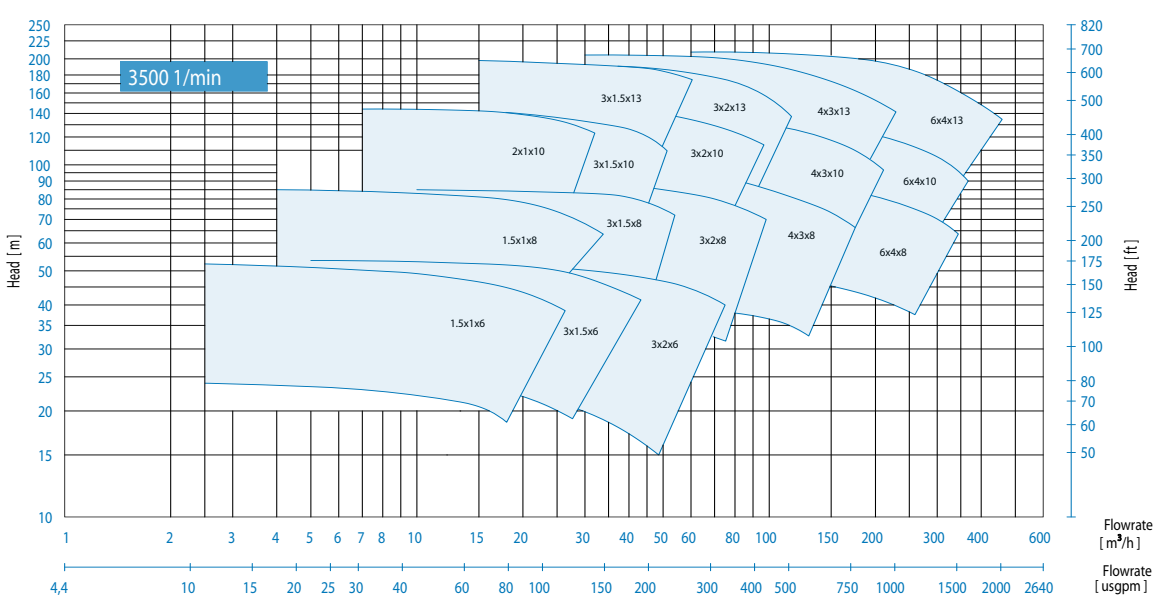 250
225
200
180
160
140
120
100
90
80
70
60
50
40
35
30
25
20
15
10
Head [m]
3500 1/min
3x1.5x13
3x2x13
4x3x13
6x4x13
2x1x10
3x1.5x10
3x2x10
4x3x10
6x4x10
1.5x1x8
3x1.5x8
3x2x8
4x3x8
6x4x8
1.5x1x6
3x1.5x6
3x2x6
820
700
600
500
400
350
300
250
200
175
150
125
100
80
70
60
50
Head [ft]
1 2 3 4 5 6 7 8 10 15 20 30 40 50 60 80 100 150 200 300 400 600
Flowrate
[m³/h]
4,4 10 15 20 25 30 40 60 80 100 150 200 300 400 500 750 1000 1500 2000 2640
Flowrate
[usgpm]